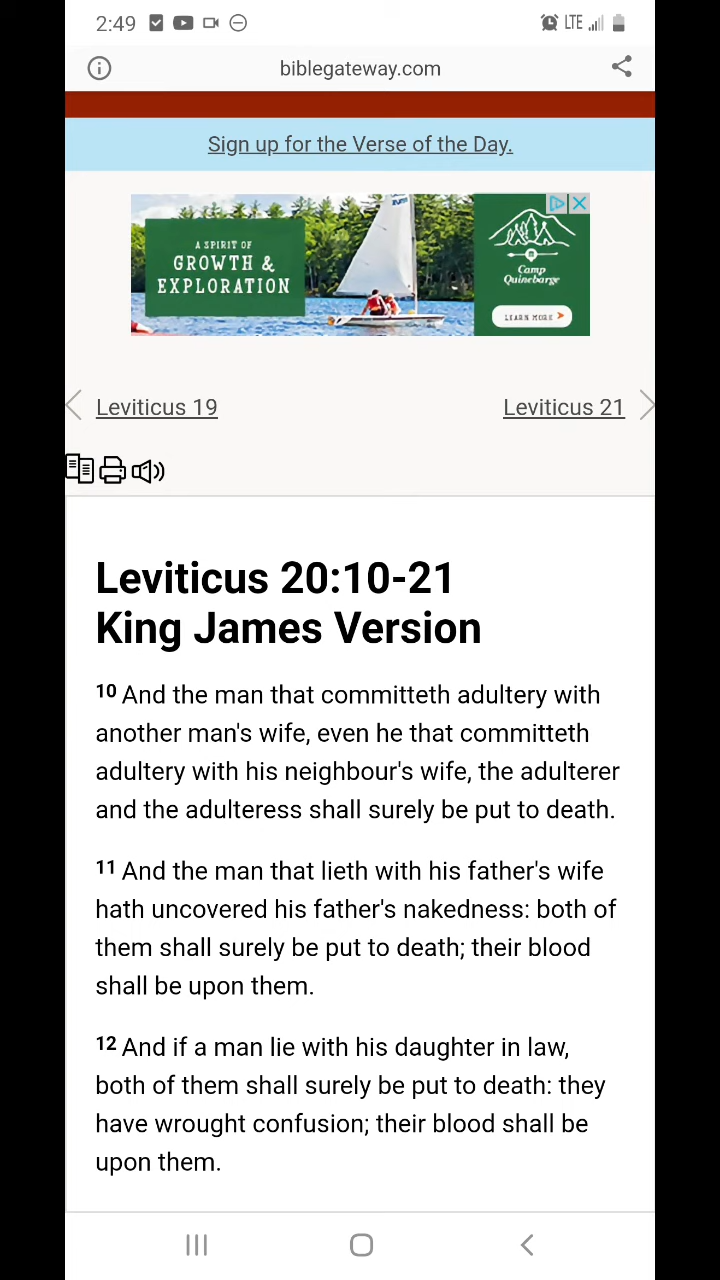 2:49
LTE
biblegateway.com
Sign up for the Verse of the Day.
A SPIRIT OF
GROWTH &
EXPLORATION
Camp
Quinebarge
LEARN MORE
Leviticus 19
Leviticus 21
Leviticus 20:10-21
King James Version
10 And the man that committeth adultery with
another man's wife, even he that committeth
adultery with his neighbour's wife, the adulterer
and the adulteress shall surely be put to death.
11 And the man that lieth with his father's wife
hath uncovered his father's nakedness: both of
them shall surely be put to death; their blood
shall be upon them.
12 And if a man lie with his daughter in law,
both of them shall surely be put to death: they
have wrought confusion; their blood shall be
upon them.